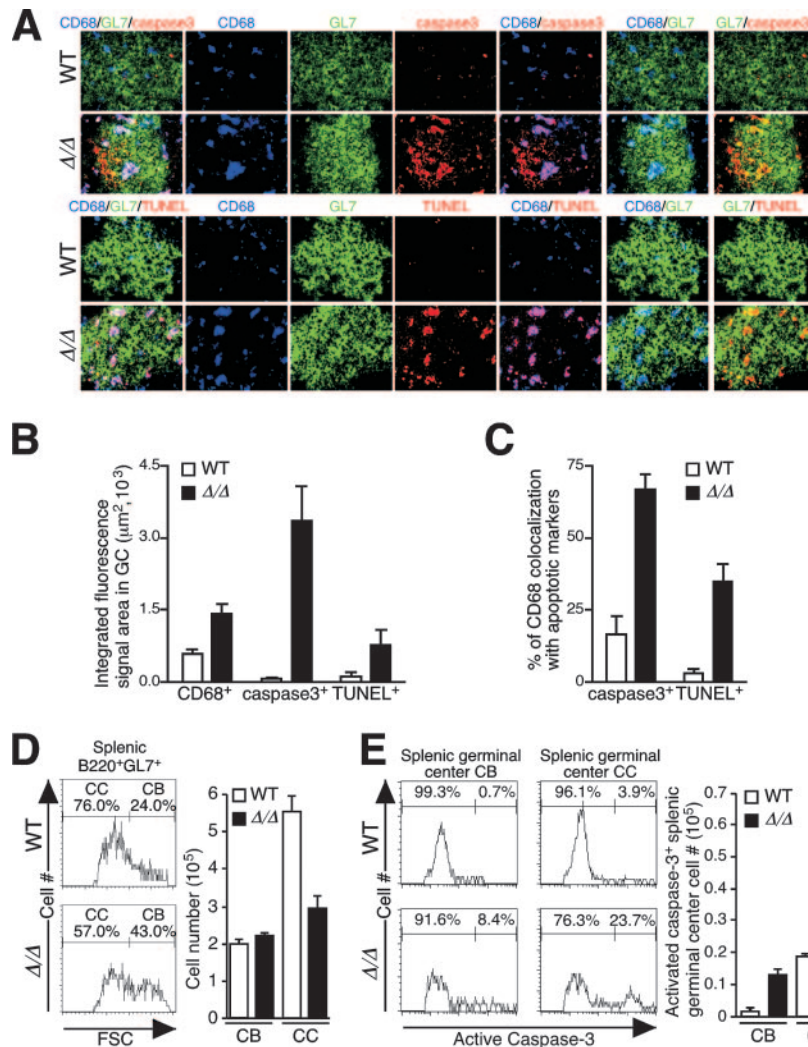 A
CD68/GL7/caspase3 CD68 GL7 caspase3 CD68/caspase3 CD68/GL7 GL7/caspase3
WT
Δ/Δ
CD68/GL7/TUNEL CD68 GL7 TUNEL CD68/TUNEL CD68/GL7 GL7/TUNEL
WT
Δ/Δ
B
Integrated fluorescence
signal area in GC (μm²,10³)
4.5
3.0
1.5
0.0
WT
Δ/Δ
CD68⁺ caspase3⁺ TUNEL⁺
C
% of CD68 colocalization
with apoptotic markers
75
50
25
0
WT
Δ/Δ
caspase3⁺ TUNEL⁺
D
Splenic
B220⁺GL7⁺
CC CB
76.0% 24.0%
WT
CC CB
57.0% 43.0%
Δ/Δ
Cell #
FSC
Cell number (10⁵)
6
5
4
3
2
1
0
WT
Δ/Δ
CB CC
E
Splenic germinal
center CB
Splenic germinal
center CC
99.3% 0.7%
96.1% 3.9%
WT
91.6% 8.4%
76.3% 23.7%
Δ/Δ
Cell #
Active Caspase-3
Activated caspase-3⁺ splenic
germinal center cell # (10⁵)
0.7
0.6
0.5
0.4
0.3
0.2
0.1
0
WT
Δ/Δ
CB